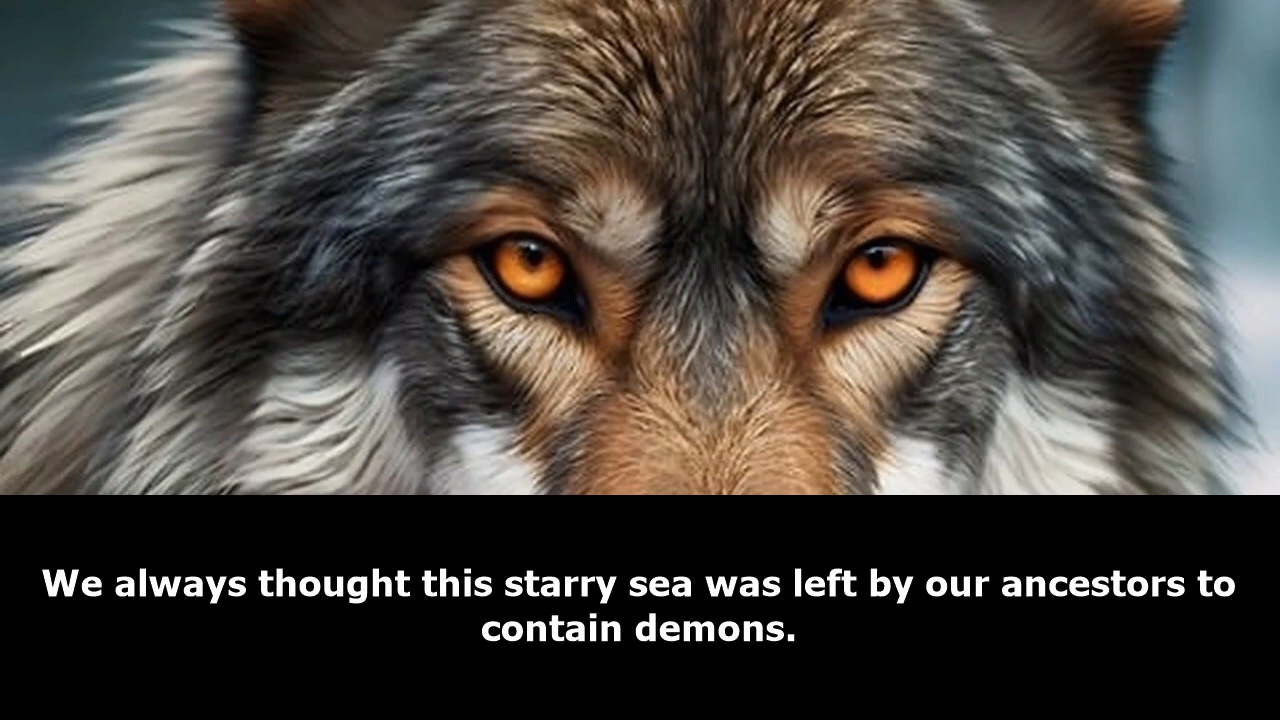 We always thought this starry sea was left by our ancestors to
contain demons.